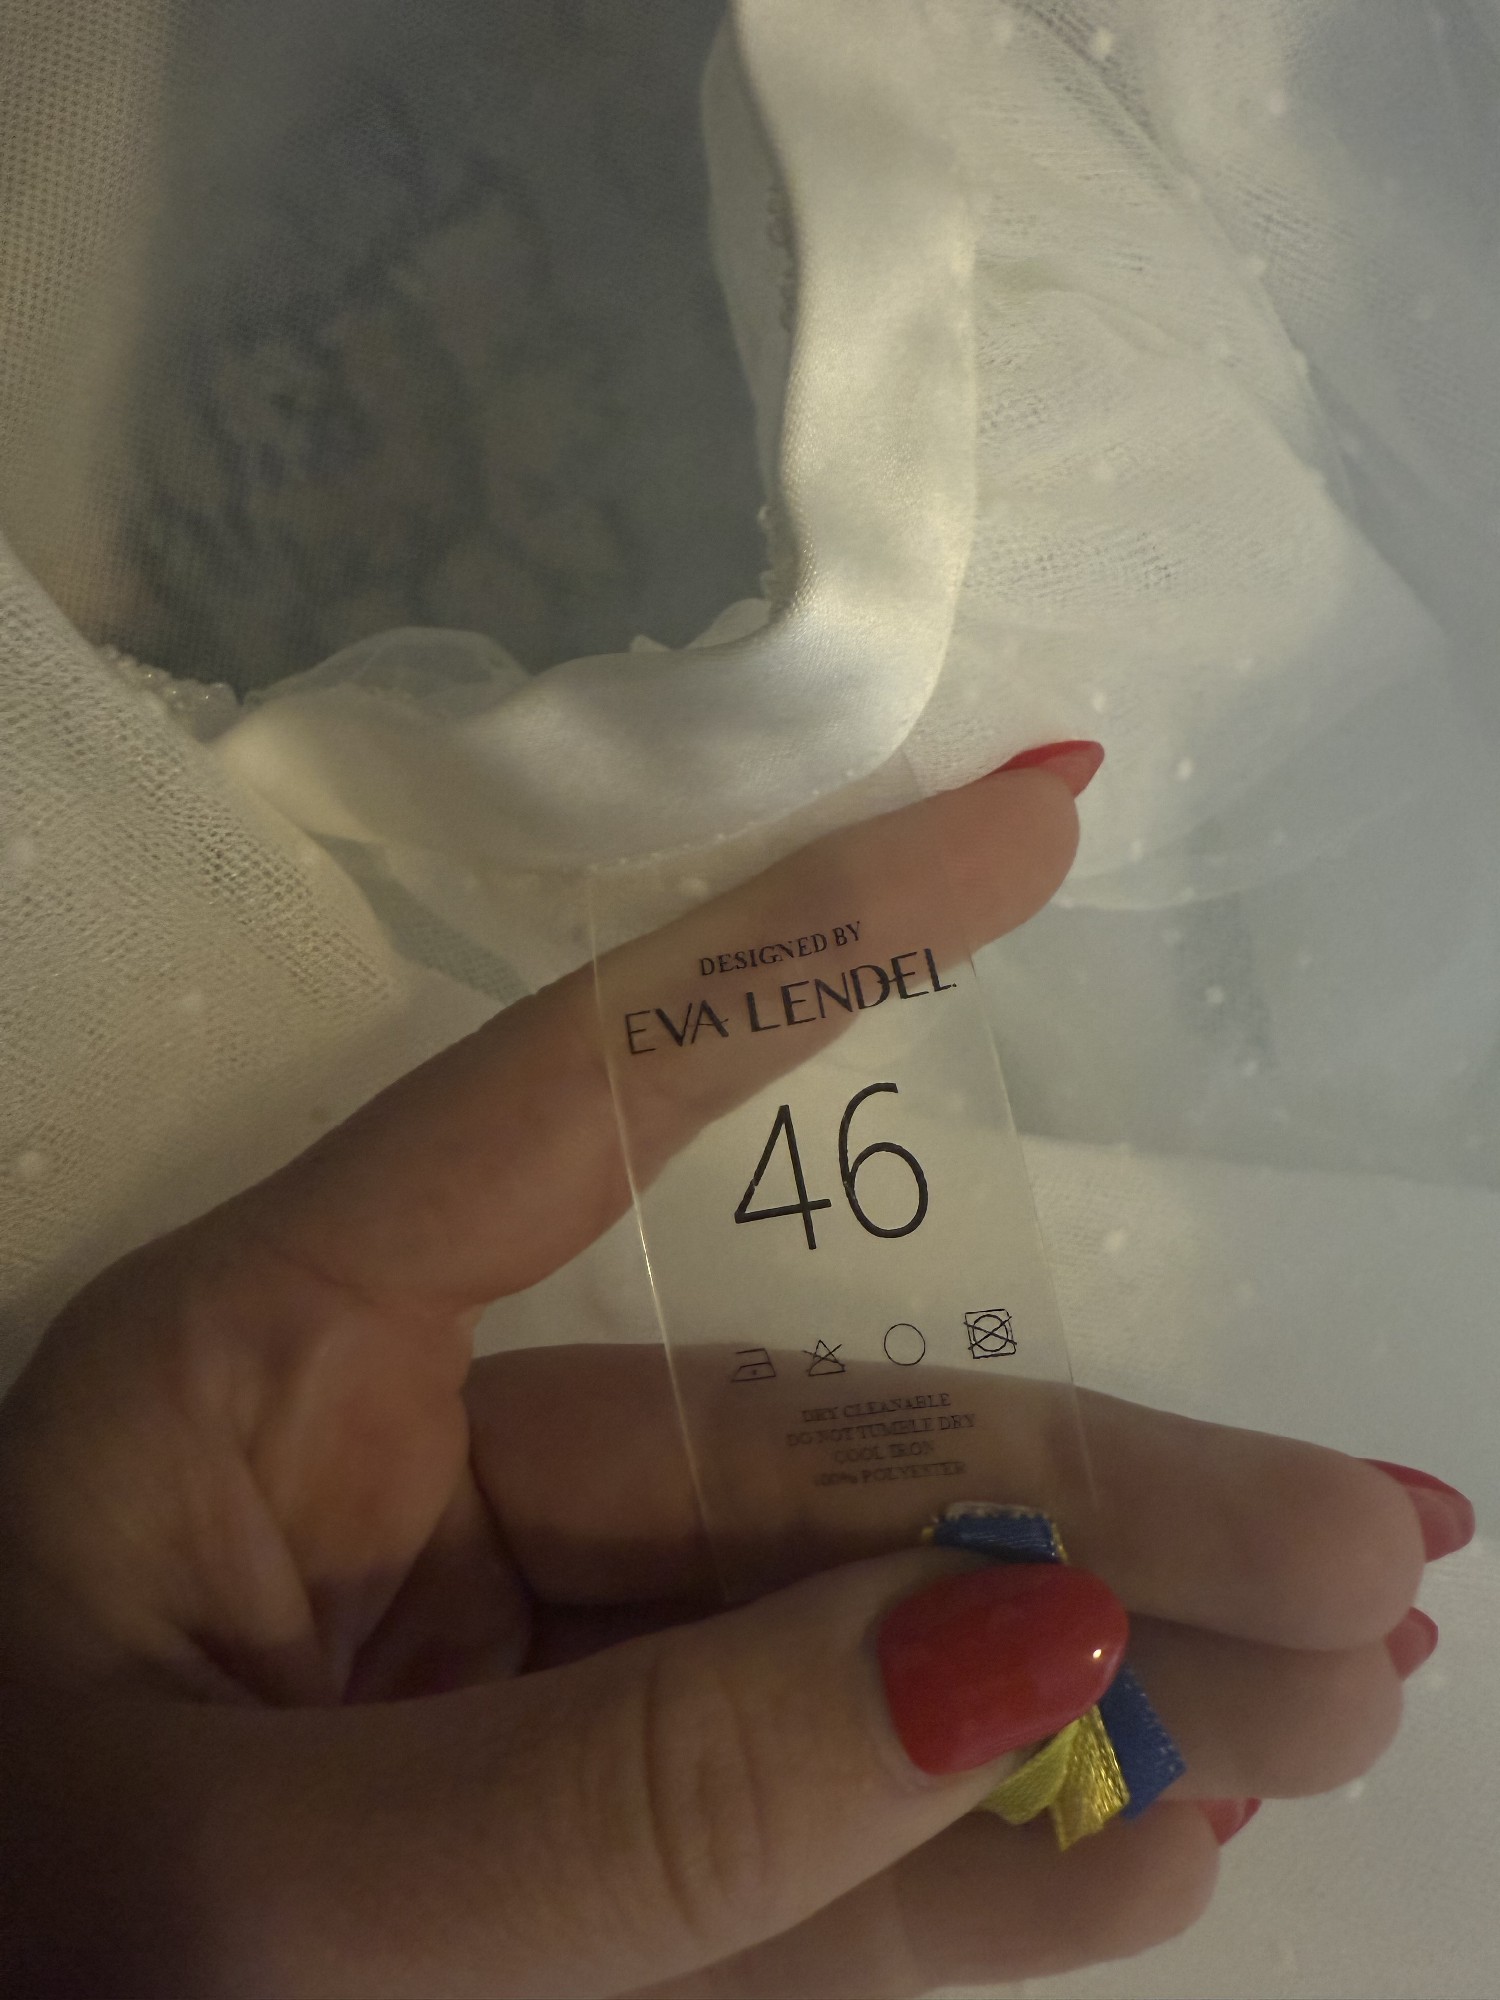 DESIGNED BY
EVA LENDEL
46
DRY CLEANABLE
DO NOT TUMBLE DRY
COOL IRON
100% POLYESTER